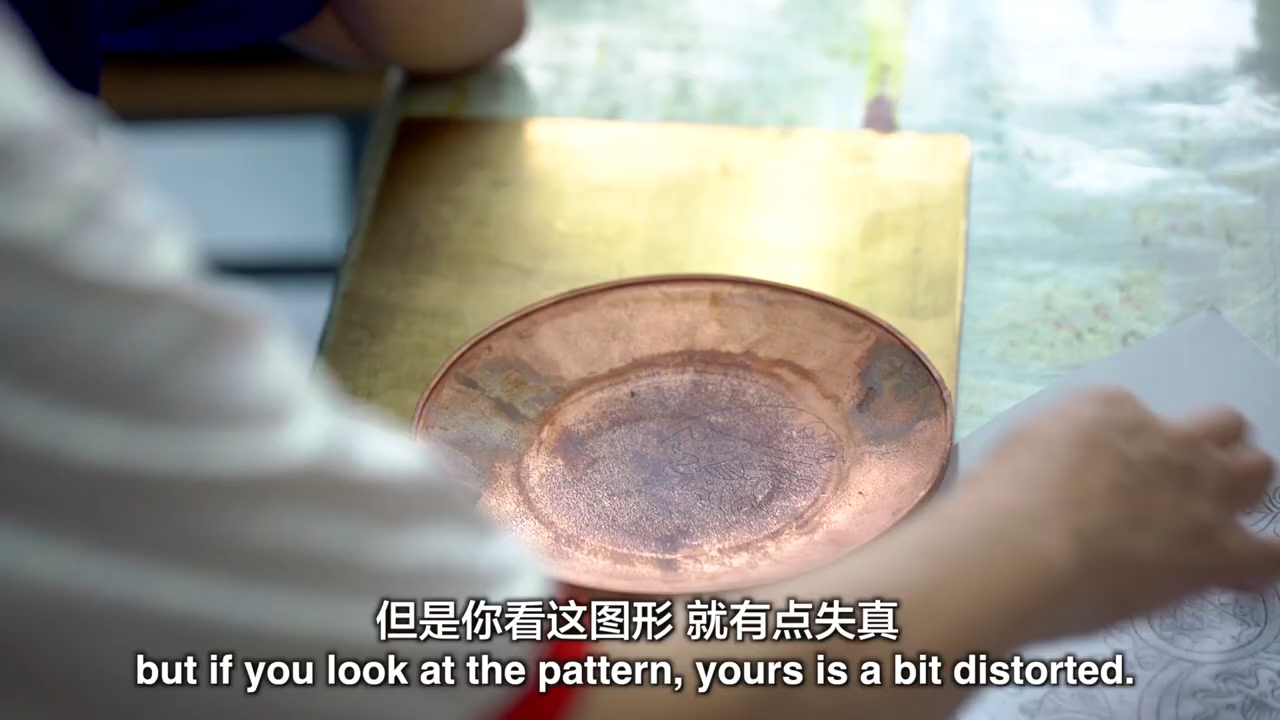 但是你看这图形 就有点失真
but if you look at the pattern, yours is a bit distorted.